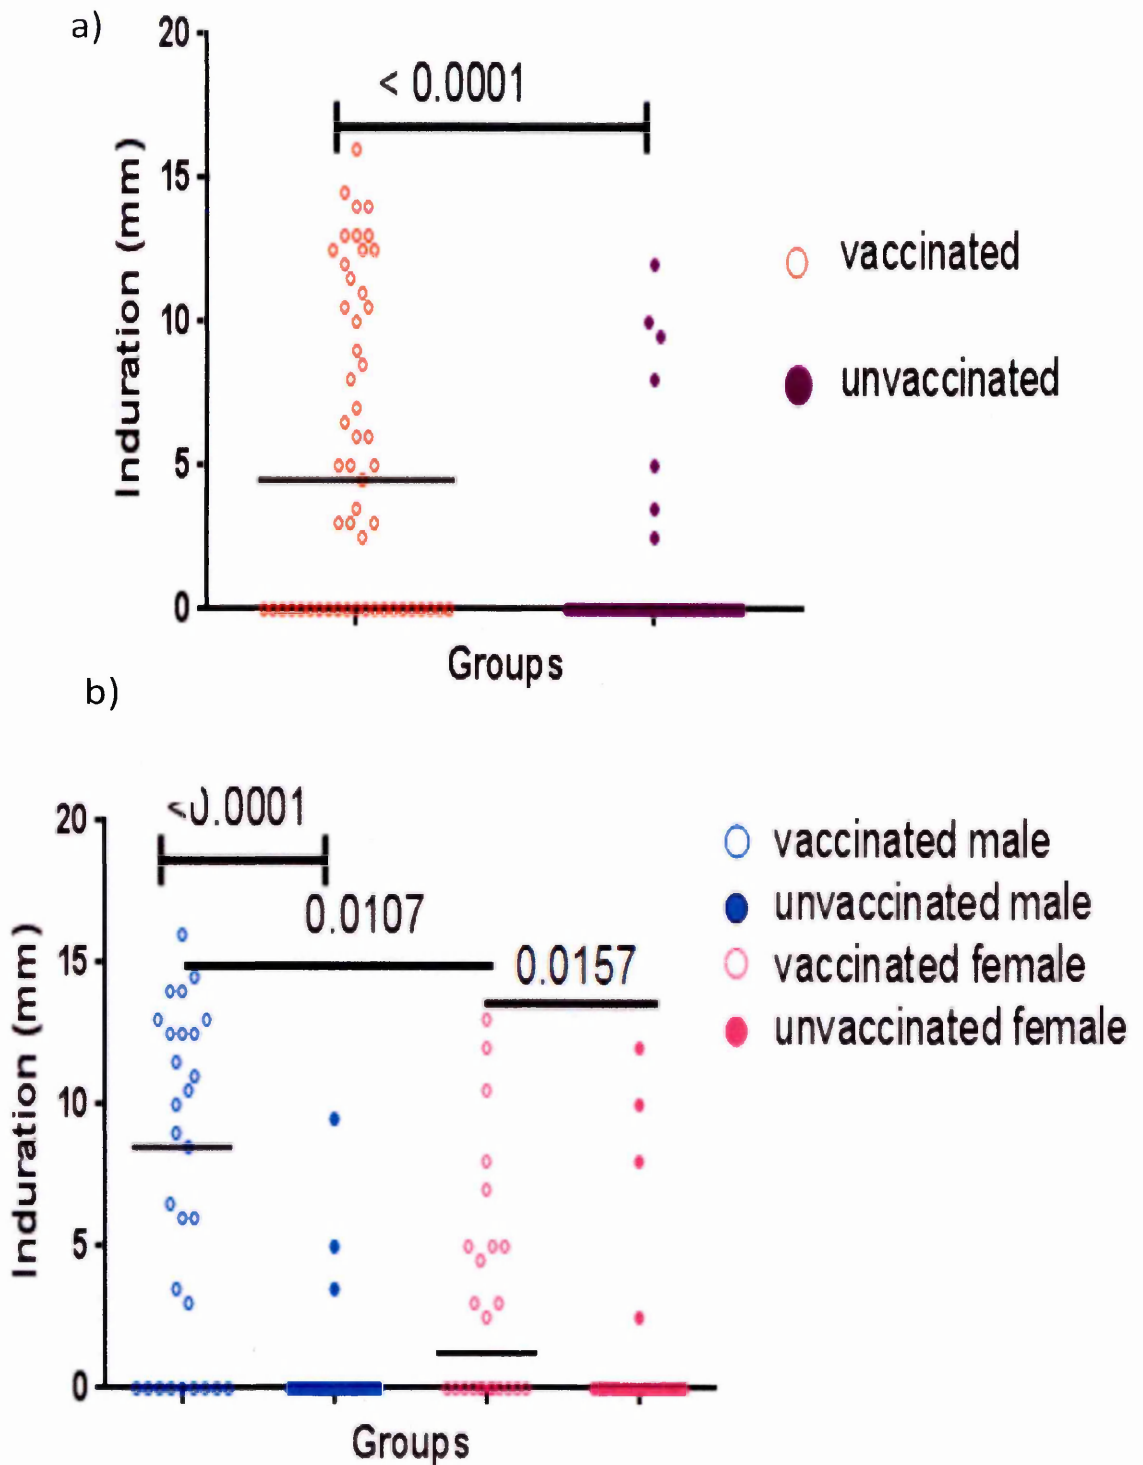 a)
20
15
10
5
0
Induration (mm)
< 0.0001
vaccinated
unvaccinated
Groups
b)
20
15
10
5
0
Induration (mm)
<0.0001
0.0107
0.0157
vaccinated male
unvaccinated male
vaccinated female
unvaccinated female
Groups